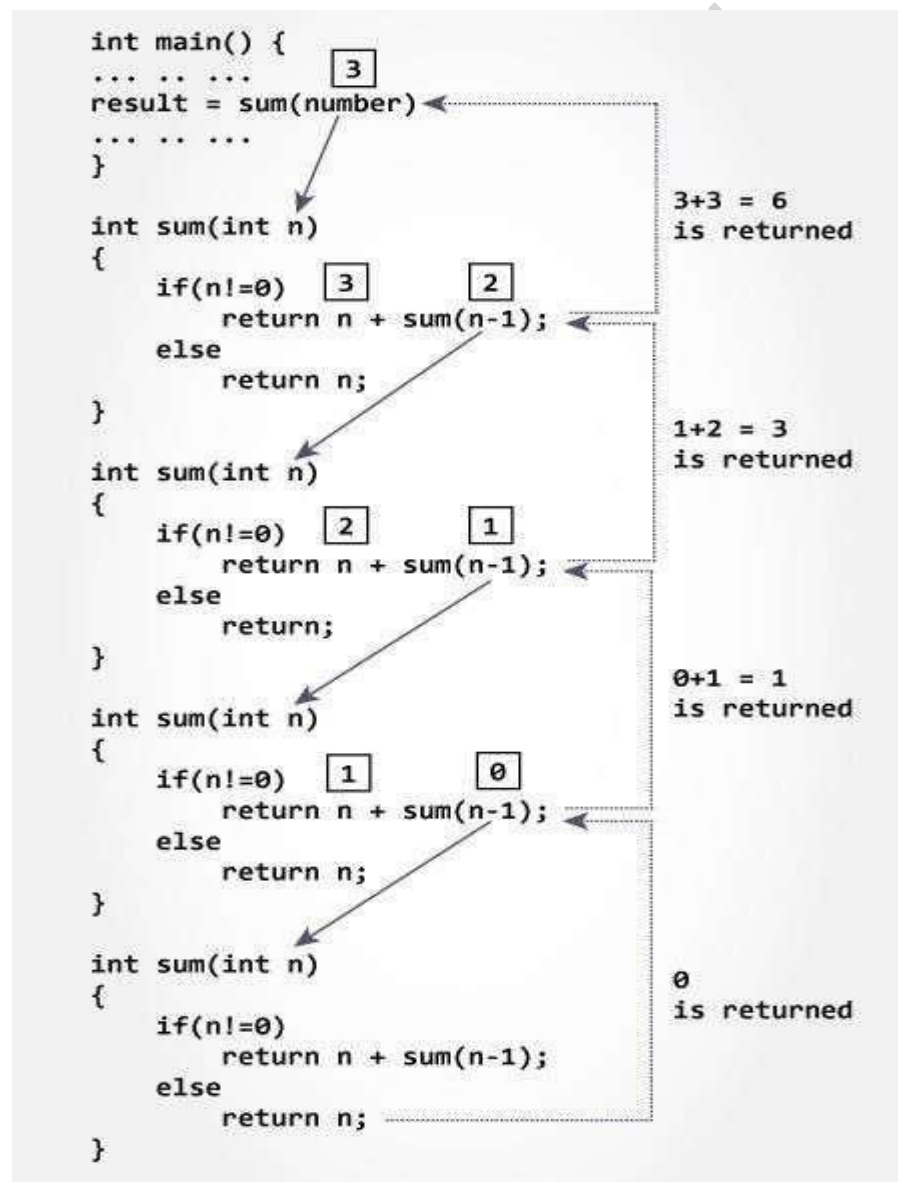 int main() {
... .. ...
3
result = sum(number)
... .. ...
}
3+3 = 6
is returned
int sum(int n)
{
if(n!=0) 3 2
return n + sum(n-1);
else
return n;
}
1+2 = 3
is returned
int sum(int n)
{
if(n!=0) 2 1
return n + sum(n-1);
else
return;
}
0+1 = 1
is returned
int sum(int n)
{
if(n!=0) 1 0
return n + sum(n-1);
else
return n;
}
0
is returned
int sum(int n)
{
if(n!=0)
return n + sum(n-1);
else
return n;
}